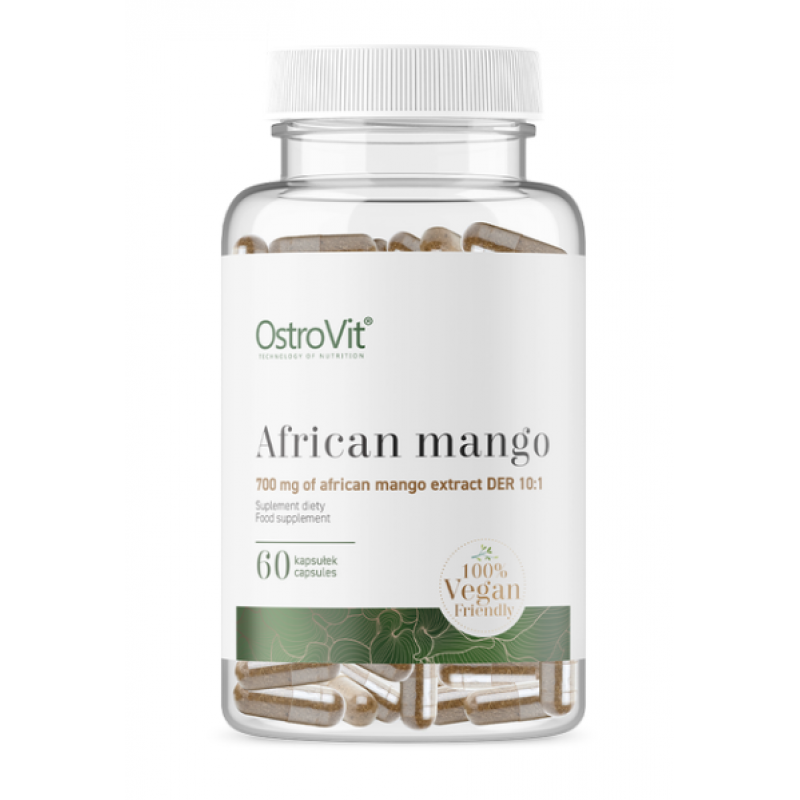 OstroVit®
TECHNOLOGY OF NUTRITION
African mango
700 mg of african mango extract DER 10:1
Suplement diety
Food supplement
60 kapsułek
capsules
100%
Vegan
Friendly